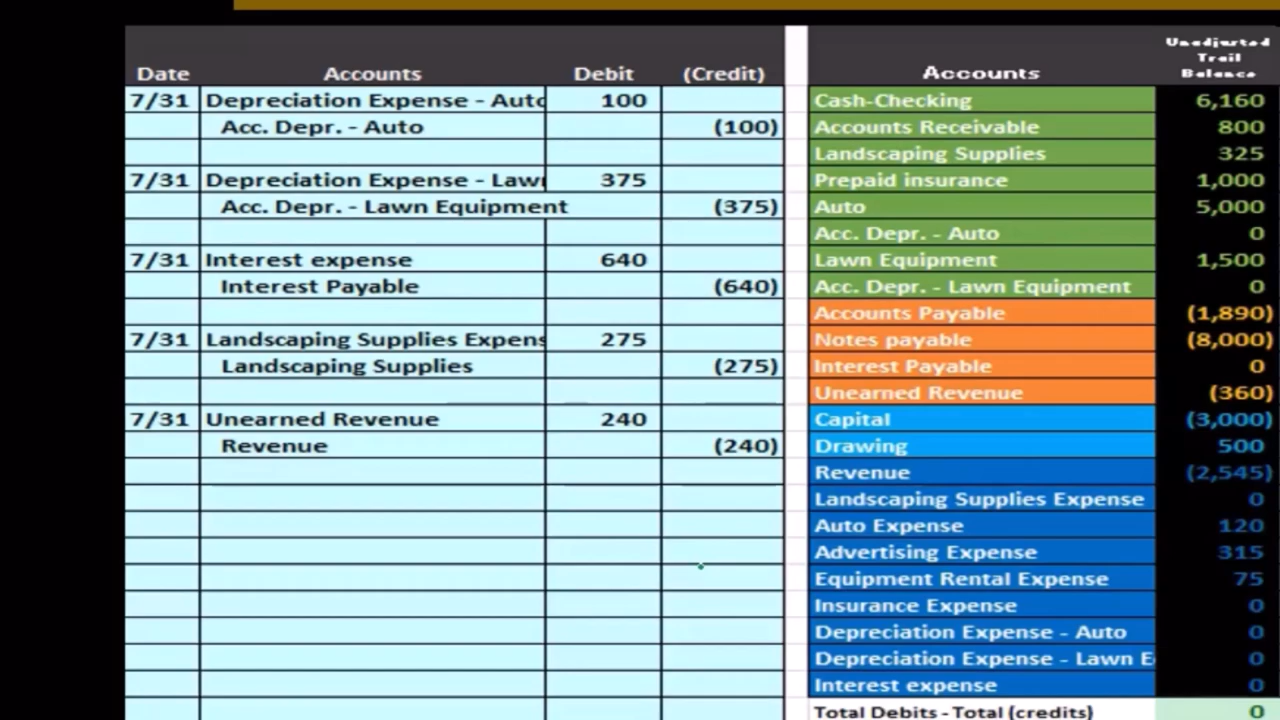 Date Accounts Debit (Credit)
7/31 Depreciation Expense - Auto 100
Acc. Depr. - Auto (100)
7/31 Depreciation Expense - Lawn 375
Acc. Depr. - Lawn Equipment (375)
7/31 Interest expense 640
Interest Payable (640)
7/31 Landscaping Supplies Expens 275
Landscaping Supplies (275)
7/31 Unearned Revenue 240
Revenue (240)
Accounts Unadjusted Trail Balance
Cash-Checking 6,160
Accounts Receivable 800
Landscaping Supplies 325
Prepaid insurance 1,000
Auto 5,000
Acc. Depr. - Auto 0
Lawn Equipment 1,500
Acc. Depr. - Lawn Equipment 0
Accounts Payable (1,890)
Notes payable (8,000)
Interest Payable 0
Unearned Revenue (360)
Capital (3,000)
Drawing 500
Revenue (2,545)
Landscaping Supplies Expense 0
Auto Expense 120
Advertising Expense 315
Equipment Rental Expense 75
Insurance Expense 0
Depreciation Expense - Auto 0
Depreciation Expense - Lawn E 0
Interest expense 0
Total Debits - Total (credits) 0